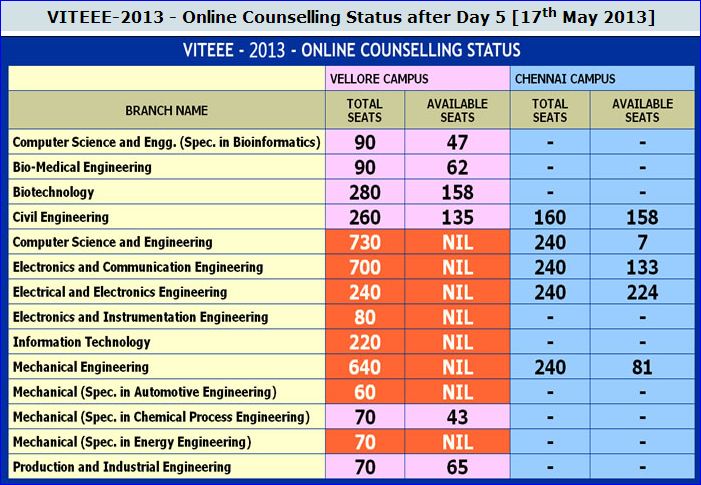 VITEEE-2013 - Online Counselling Status after Day 5 [17th May 2013]
VITEEE - 2013 - ONLINE COUNSELLING STATUS
VELLORE CAMPUS CHENNAI CAMPUS
BRANCH NAME TOTAL SEATS AVAILABLE SEATS TOTAL SEATS AVAILABLE SEATS
Computer Science and Engg. (Spec. in Bioinformatics) 90 47 - -
Bio-Medical Engineering 90 62 - -
Biotechnology 280 158 - -
Civil Engineering 260 135 160 158
Computer Science and Engineering 730 NIL 240 7
Electronics and Communication Engineering 700 NIL 240 133
Electrical and Electronics Engineering 240 NIL 240 224
Electronics and Instrumentation Engineering 80 NIL - -
Information Technology 220 NIL - -
Mechanical Engineering 640 NIL 240 81
Mechanical (Spec. in Automotive Engineering) 60 NIL - -
Mechanical (Spec. in Chemical Process Engineering) 70 43 - -
Mechanical (Spec. in Energy Engineering) 70 NIL - -
Production and Industrial Engineering 70 65 - -